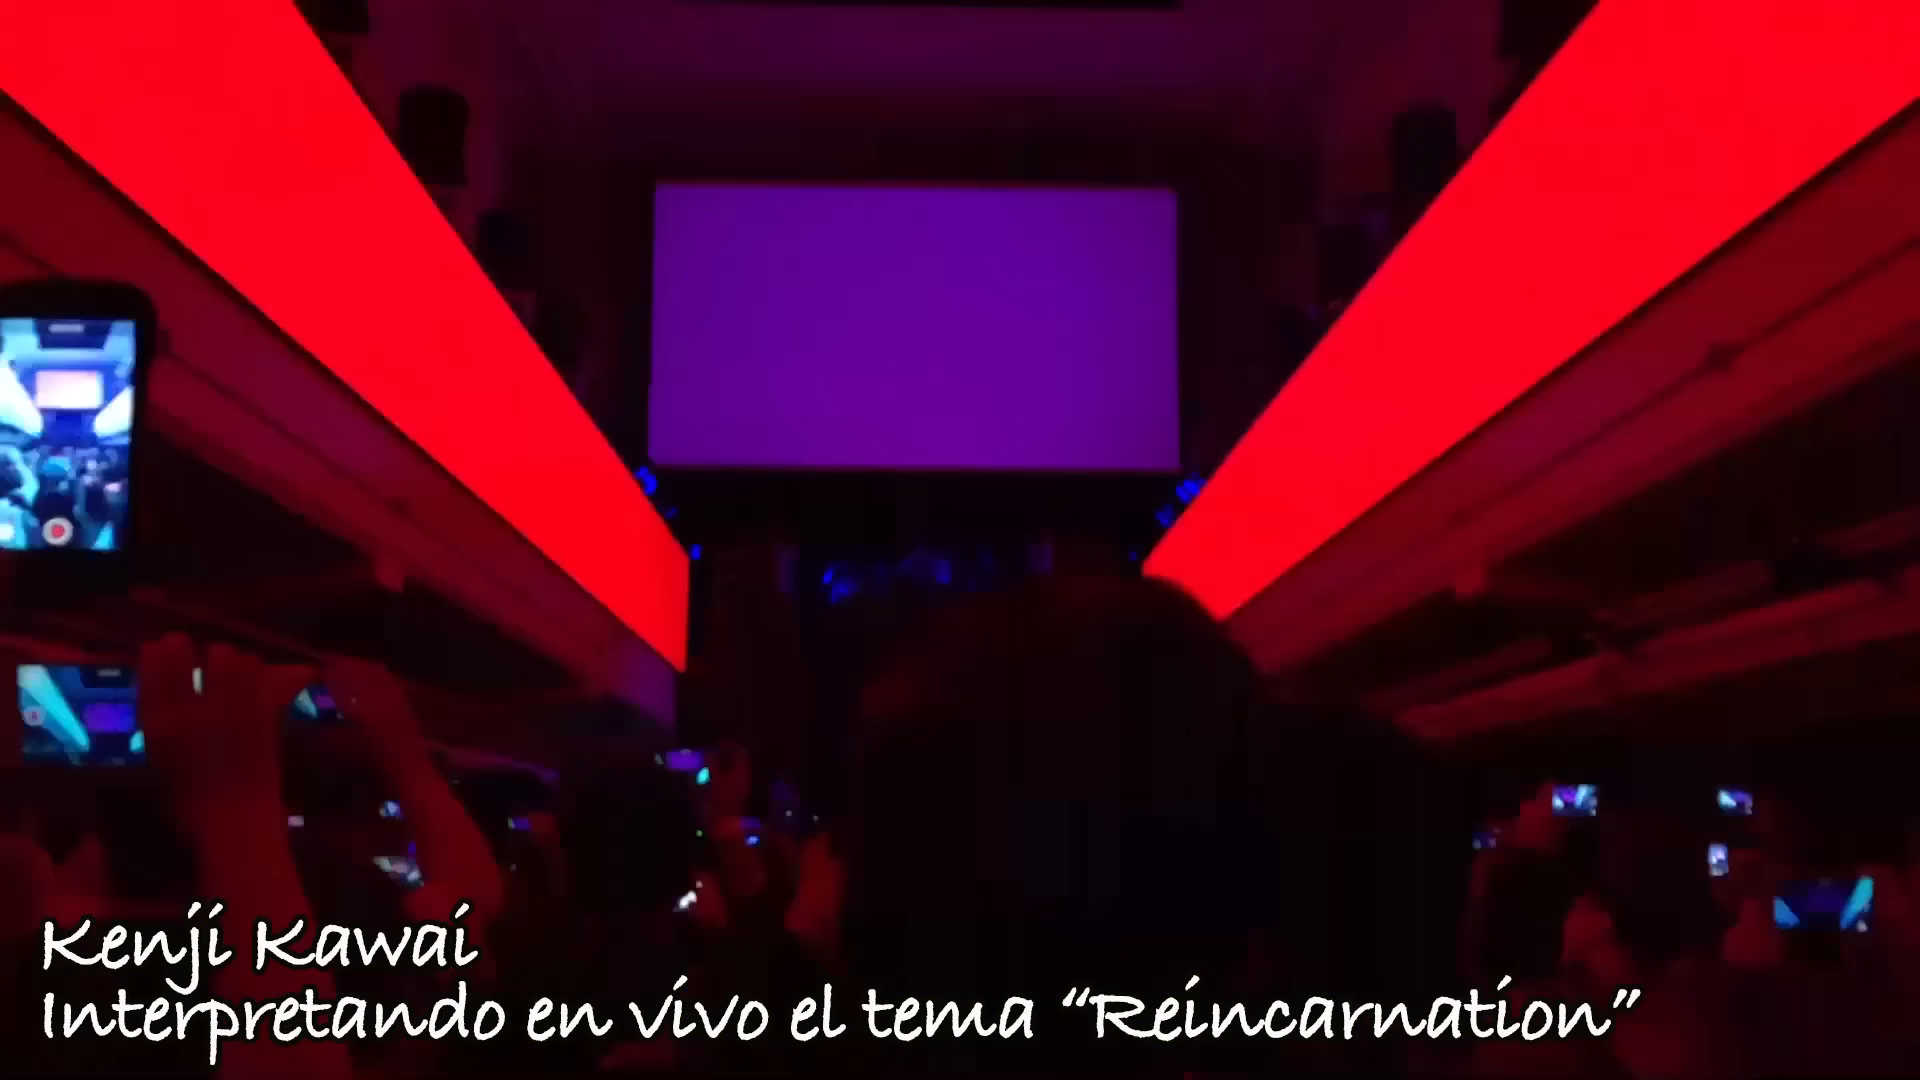 Kenji Kawai
Interpretando en vivo el tema “Reincarnation”